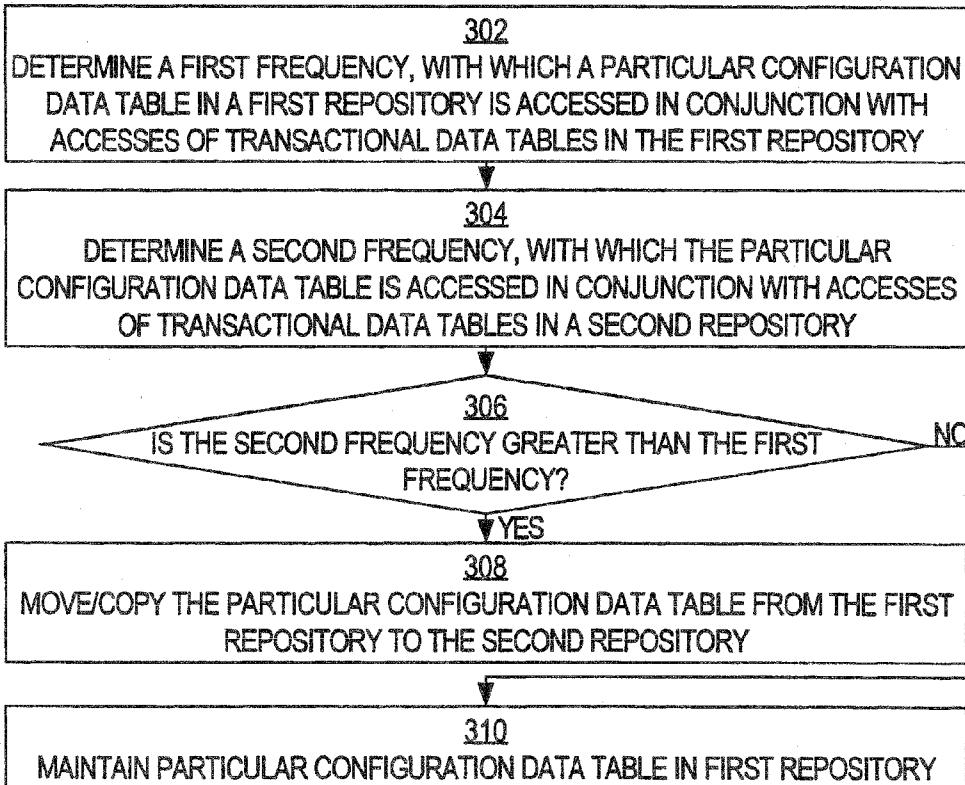 302
DETERMINE A FIRST FREQUENCY, WITH WHICH A PARTICULAR CONFIGURATION
DATA TABLE IN A FIRST REPOSITORY IS ACCESSED IN CONJUNCTION WITH
ACCESSES OF TRANSACTIONAL DATA TABLES IN THE FIRST REPOSITORY
304
DETERMINE A SECOND FREQUENCY, WITH WHICH THE PARTICULAR
CONFIGURATION DATA TABLE IS ACCESSED IN CONJUNCTION WITH ACCESSES
OF TRANSACTIONAL DATA TABLES IN A SECOND REPOSITORY
306
IS THE SECOND FREQUENCY GREATER THAN THE FIRST
FREQUENCY?
NO
YES
308
MOVE/COPY THE PARTICULAR CONFIGURATION DATA TABLE FROM THE FIRST
REPOSITORY TO THE SECOND REPOSITORY
310
MAINTAIN PARTICULAR CONFIGURATION DATA TABLE IN FIRST REPOSITORY